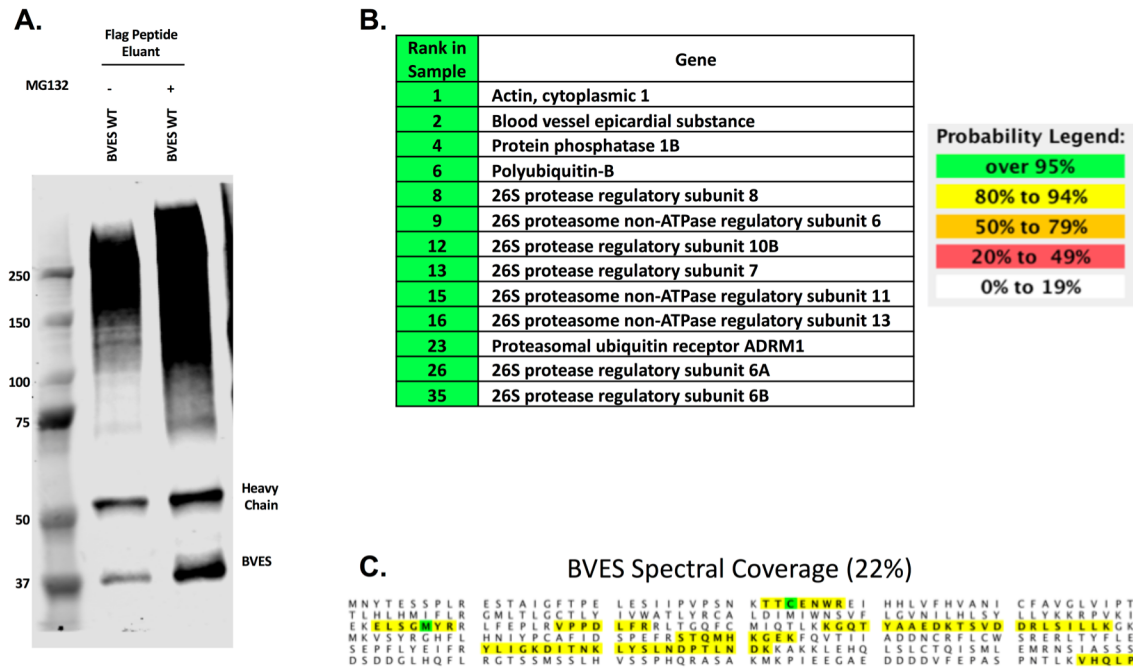 A.
Flag Peptide
Eluant
MG132 - +
BVES WT BVES WT
250
150
100
75
50
37
Heavy
Chain
BVES
B.
Rank in Sample Gene
1 Actin, cytoplasmic 1
2 Blood vessel epicardial substance
4 Protein phosphatase 1B
6 Polyubiquitin-B
8 26S protease regulatory subunit 8
9 26S proteasome non-ATPase regulatory subunit 6
12 26S protease regulatory subunit 10B
13 26S protease regulatory subunit 7
15 26S proteasome non-ATPase regulatory subunit 11
16 26S proteasome non-ATPase regulatory subunit 13
23 Proteasomal ubiquitin receptor ADRM1
26 26S protease regulatory subunit 6A
35 26S protease regulatory subunit 6B
Probability Legend:
over 95%
80% to 94%
50% to 79%
20% to 49%
0% to 19%
C.
BVES Spectral Coverage (22%)
MNYTESSPLR ESTAIGFTPE LESIIPVPSN KTTCENWREI HHLVFHVANI CFAVGLVIPT
TLHLHMIFLR GMLTLGCTLY IVWATLYRCA LDIMIWNSVF LGVNILHLSY LLYKKRPVKI
EKELSGMYRR LFEPLRVPPD LFRRLTGQFC MIQTLKKGQT YAAEDKTSVD DRLSILLKGK
MKVSYRGHFL HNIYPCAFID SPEFRSTQMH KGEKFQVTII ADDNCRFLCW SRERLTYFLE
SEPFLYEIFR YLIGKDITNK LYSLNDPTLN DKKAKKLEHQ LSLCTQISML EMRNSIASSS
DSDDGLHQFL RGTSSMSSLH VSSPHQRASA KMKPIEEGAE DDDDVFEPAS PNTNSKVHQLP